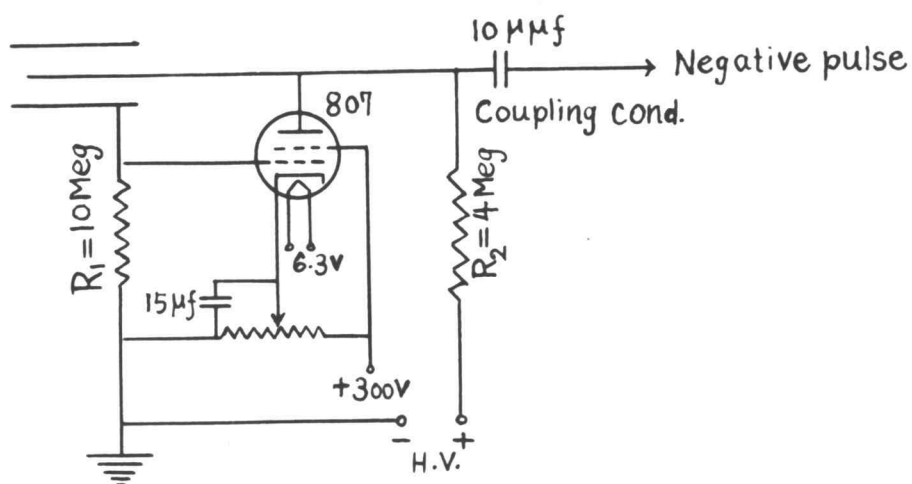 10 µµf
Negative pulse
807
Coupling cond.
R₁=10Meg
R₂=4Meg
6.3V
15µf
+300V
- +
H.V.